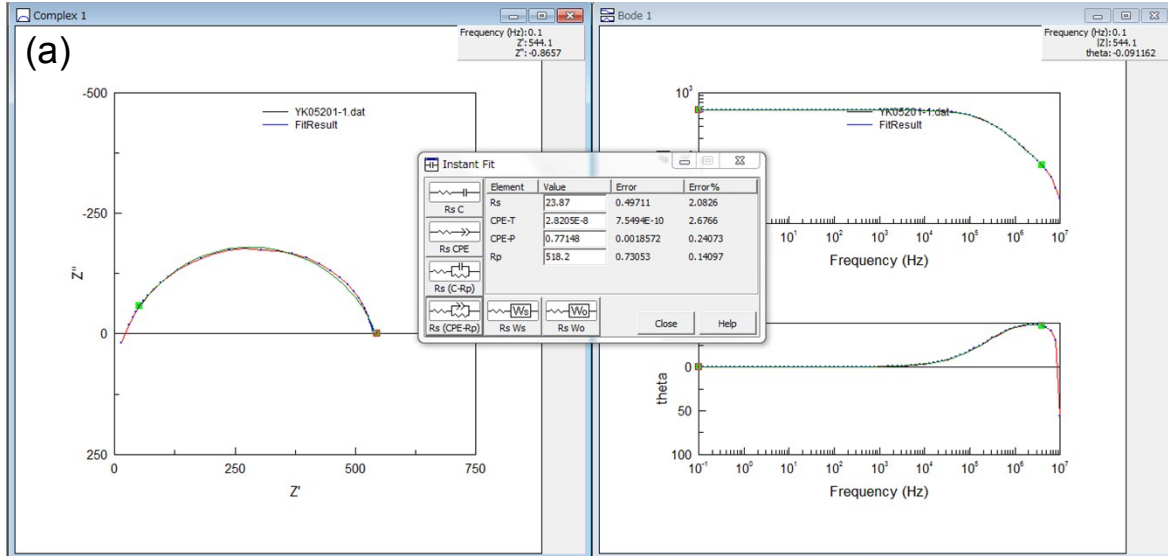 Complex 1
(a)
Frequency (Hz):0.1
Z':544.1
Z":-0.8657
-500
-250
0
250
Z"
YK05201-1.dat
FitResult
0
250
500
750
Z'
Bode 1
Frequency (Hz):0.1
|Z|:544.1
theta:-0.091162
10³
YK05201-1.dat
FitResult
10¹
10²
10³
10⁴
10⁵
10⁶
10⁷
Frequency (Hz)
Instant Fit
Rs C
Rs CPE
Rs (C-Rp)
Rs (CPE-Rp)
Ws
Rs Ws
Wo
Rs Wo
Element Value Error Error%
Rs 23.87 0.49711 2.0826
CPE-T 2.8205E-8 7.5494E-10 2.6766
CPE-P 0.77148 0.0018572 0.24073
Rp 518.2 0.73053 0.14097
Close
Help
0
50
100
theta
10⁻¹
10⁰
10¹
10²
10³
10⁴
10⁵
10⁶
10⁷
Frequency (Hz)